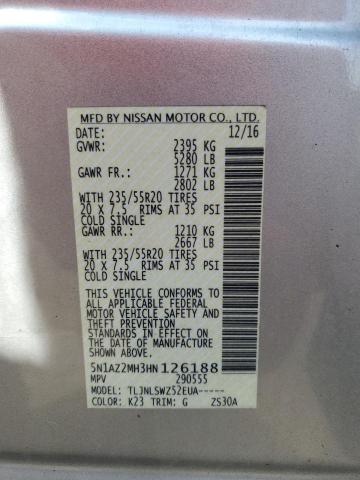 MFD BY NISSAN MOTOR CO., LTD.
DATE: 12/16
GVWR: 2395 KG
5280 LB
GAWR FR.: 1271 KG
2802 LB
WITH 235/55R20 TIRES
20 X 7.5 RIMS AT 35 PSI
COLD SINGLE
GAWR RR.: 1210 KG
2667 LB
WITH 235/55R20 TIRES
20 X 7.5 RIMS AT 35 PSI
COLD SINGLE
THIS VEHICLE CONFORMS TO
ALL APPLICABLE FEDERAL
MOTOR VEHICLE SAFETY AND
THEFT PREVENTION
STANDARDS IN EFFECT ON
THE DATE OF MANUFACTURE
SHOWN ABOVE.
5N1AZ2MH3HN126188
MPV 290555
MODEL: TLJNLSWZ52EUA-----
COLOR: K23 TRIM: G ZS30A